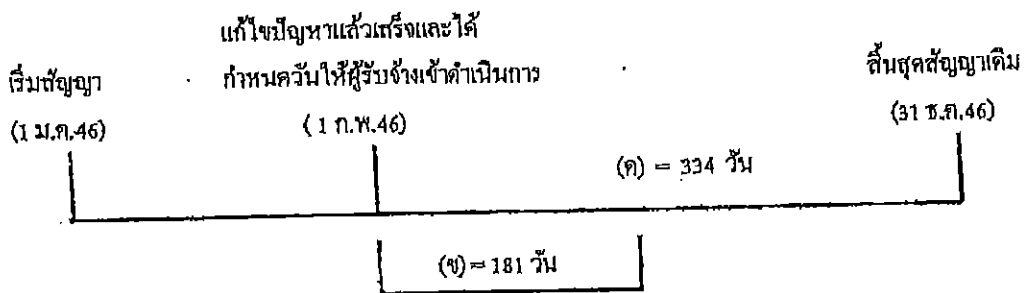 แก้ไขปัญหาแล้วเสร็จและได้
เริ่มสัญญา กำหนดวันให้ผู้รับจ้างเข้าดำเนินการ สิ้นสุดสัญญาเดิม
(1 ม.ค.46) (1 ก.พ.46) (31 ธ.ค.46)
(ค) = 334 วัน
(ข) = 181 วัน